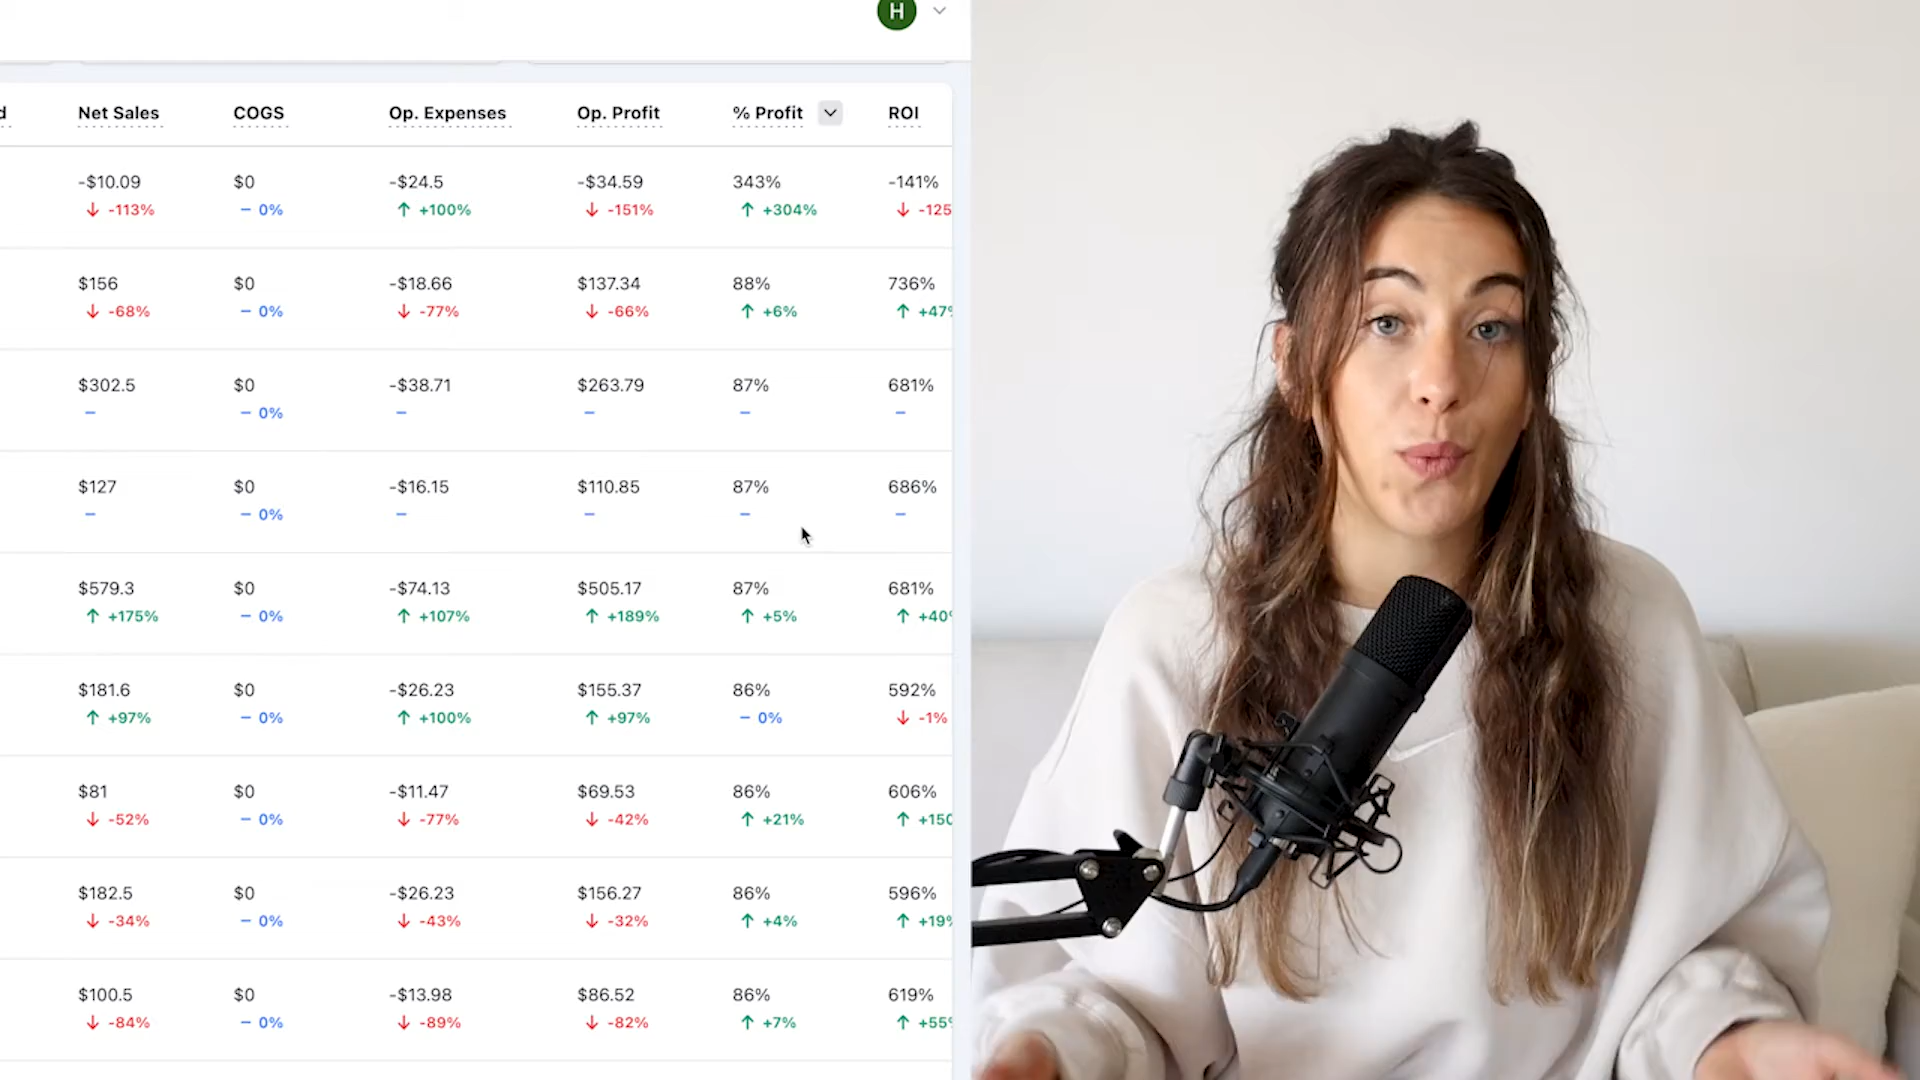 H
d Net Sales COGS Op. Expenses Op. Profit % Profit ROI
-$10.09 $0 -$24.5 -$34.59 343% -141%
↓ -113% – 0% ↑ +100% ↓ -151% ↑ +304% ↓ -125
$156 $0 -$18.66 $137.34 88% 736%
↓ -68% – 0% ↓ -77% ↓ -66% ↑ +6% ↑ +47%
$302.5 $0 -$38.71 $263.79 87% 681%
– – 0% – – – –
$127 $0 -$16.15 $110.85 87% 686%
– – 0% – – – –
$579.3 $0 -$74.13 $505.17 87% 681%
↑ +175% – 0% ↑ +107% ↑ +189% ↑ +5% ↑ +40%
$181.6 $0 -$26.23 $155.37 86% 592%
↑ +97% – 0% ↑ +100% ↑ +97% – 0% ↓ -1%
$81 $0 -$11.47 $69.53 86% 606%
↓ -52% – 0% ↓ -77% ↓ -42% ↑ +21% ↑ +150
$182.5 $0 -$26.23 $156.27 86% 596%
↓ -34% – 0% ↓ -43% ↓ -32% ↑ +4% ↑ +19%
$100.5 $0 -$13.98 $86.52 86% 619%
↓ -84% – 0% ↓ -89% ↓ -82% ↑ +7% ↑ +55%